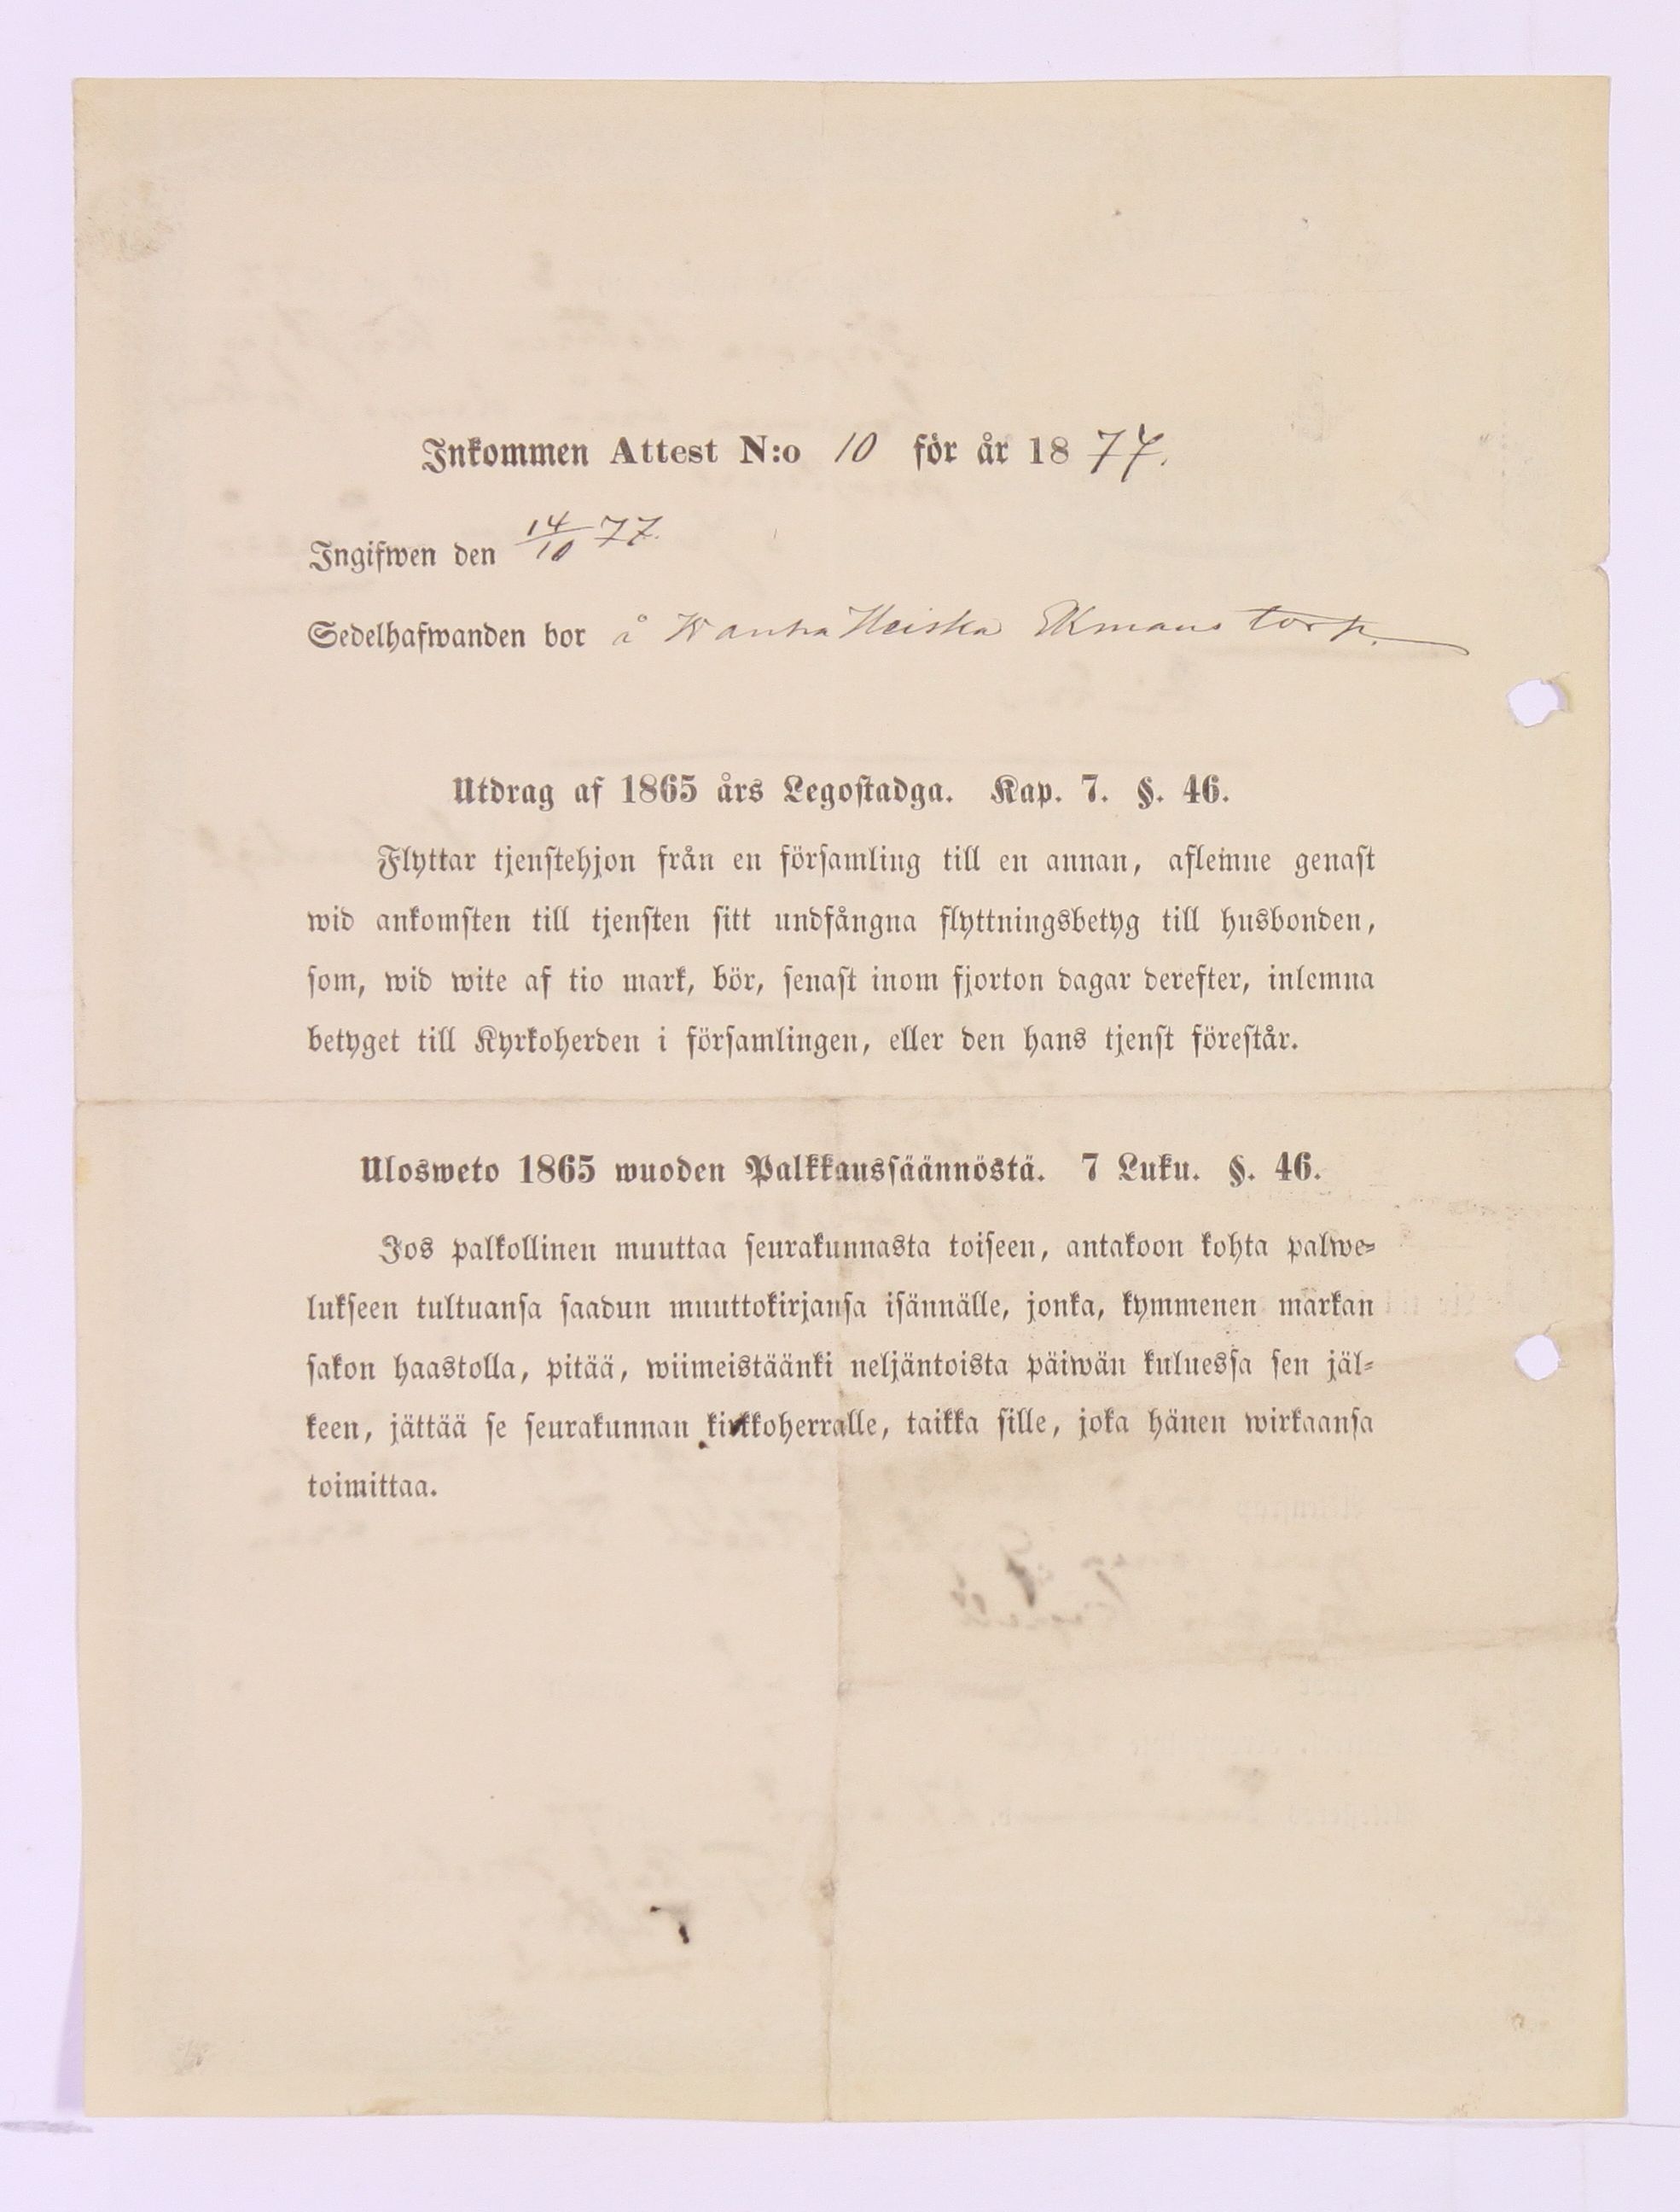 Inkommen Attest N:o 10 för år 1877.
Ingifwen den 14/10 77.
Sedelhafwanden bor å Wanha Heiska Ekmans torp.
Utdrag af 1865 års Legostadga. Kap. 7. §. 46.
Flyttar tjenstehjon från en församling till en annan, aflemne genast
wid ankomsten till tjensten sitt undfångna flyttningsbetyg till husbonden,
som, wid wite af tio mark, bör, senast inom fjorton dagar derefter, inlemna
betyget till Kyrkoherden i församlingen, eller den hans tjenst förestår.
Ulosweto 1865 wuoden Palkkaussäännöstä. 7 Luku. §. 46.
Jos palkollinen muuttaa seurakunnasta toiseen, antakoon kohta palwe-
lukseen tultuansa saadun muuttokirjansa isännälle, jonka, kymmenen markan
sakon haastolla, pitää, wiimeistäänki neljäntoista päiwän kuluessa sen jäl-
keen, jättää se seurakunnan kirkkoherralle, taikka sille, joka hänen wirkaansa
toimittaa.